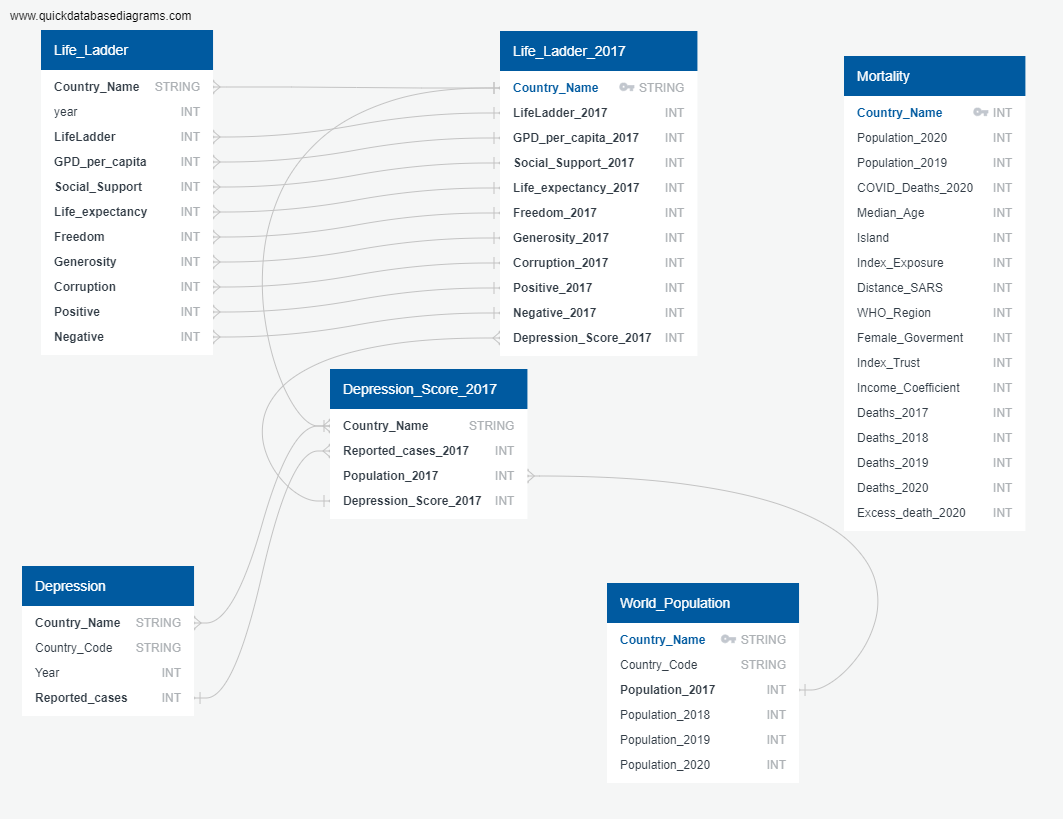 www.quickdatabasediagrams.com
Life_Ladder
Country_Name STRING
year INT
LifeLadder INT
GPD_per_capita INT
Social_Support INT
Life_expectancy INT
Freedom INT
Generosity INT
Corruption INT
Positive INT
Negative INT
Life_Ladder_2017
Country_Name STRING
LifeLadder_2017 INT
GPD_per_capita_2017 INT
Social_Support_2017 INT
Life_expectancy_2017 INT
Freedom_2017 INT
Generosity_2017 INT
Corruption_2017 INT
Positive_2017 INT
Negative_2017 INT
Depression_Score_2017 INT
Mortality
Country_Name INT
Population_2020 INT
Population_2019 INT
COVID_Deaths_2020 INT
Median_Age INT
Island INT
Index_Exposure INT
Distance_SARS INT
WHO_Region INT
Female_Goverment INT
Index_Trust INT
Income_Coefficient INT
Deaths_2017 INT
Deaths_2018 INT
Deaths_2019 INT
Deaths_2020 INT
Excess_death_2020 INT
Depression_Score_2017
Country_Name STRING
Reported_cases_2017 INT
Population_2017 INT
Depression_Score_2017 INT
Depression
Country_Name STRING
Country_Code STRING
Year INT
Reported_cases INT
World_Population
Country_Name STRING
Country_Code STRING
Population_2017 INT
Population_2018 INT
Population_2019 INT
Population_2020 INT